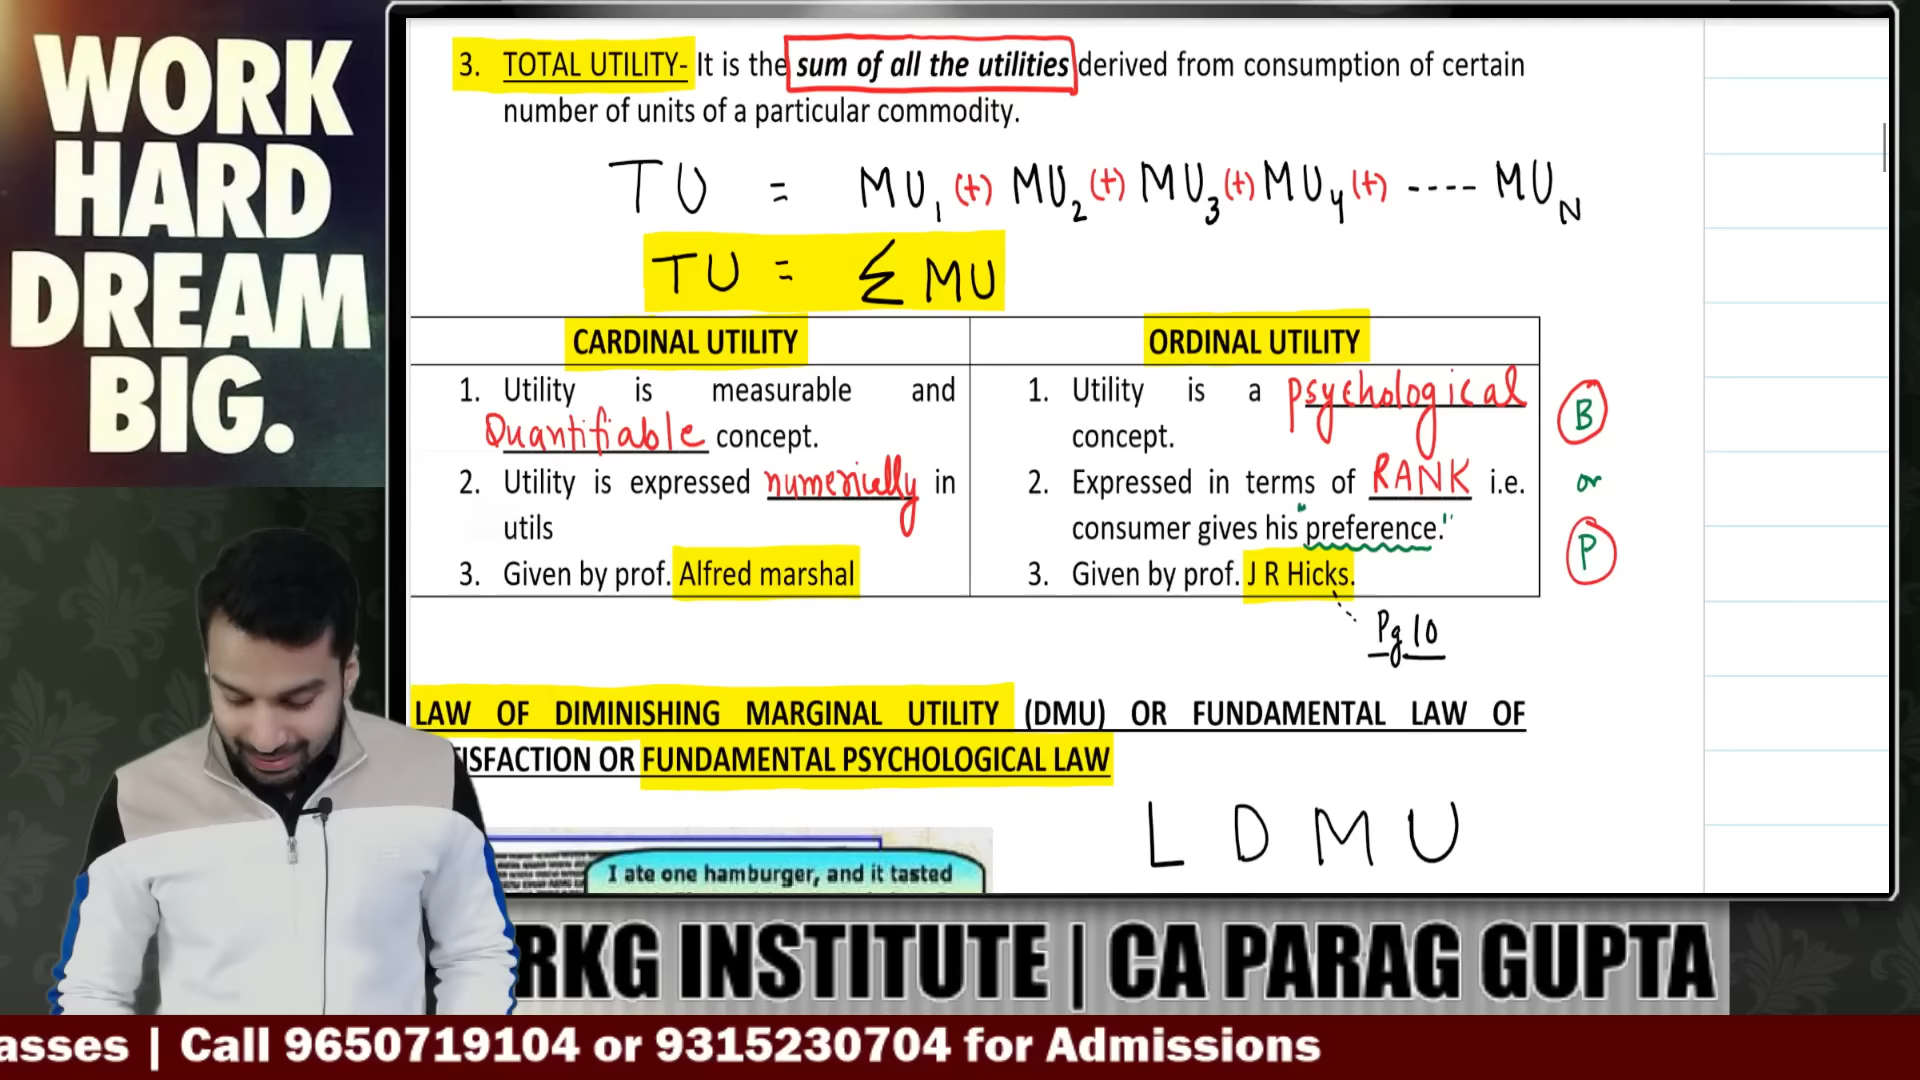 WORK
HARD
DREAM
BIG.
3. TOTAL UTILITY- It is the sum of all the utilities derived from consumption of certain
number of units of a particular commodity.
TU = MU1 (+) MU2 (+) MU3 (+) MU4 (+) ---- MUN
TU = Σ MU
CARDINAL UTILITY
1. Utility is measurable and
Quantifiable concept.
2. Utility is expressed numerically in
utils
3. Given by prof. Alfred marshal
ORDINAL UTILITY
1. Utility is a psychological
concept.
2. Expressed in terms of RANK i.e.
consumer gives his "preference."
3. Given by prof. J R Hicks.
B
or
P
Pg 10
LAW OF DIMINISHING MARGINAL UTILITY (DMU) OR FUNDAMENTAL LAW OF
ISFACTION OR FUNDAMENTAL PSYCHOLOGICAL LAW
L D M U
I ate one hamburger, and it tasted
RKG INSTITUTE | CA PARAG GUPTA
asses | Call 9650719104 or 9315230704 for Admissions